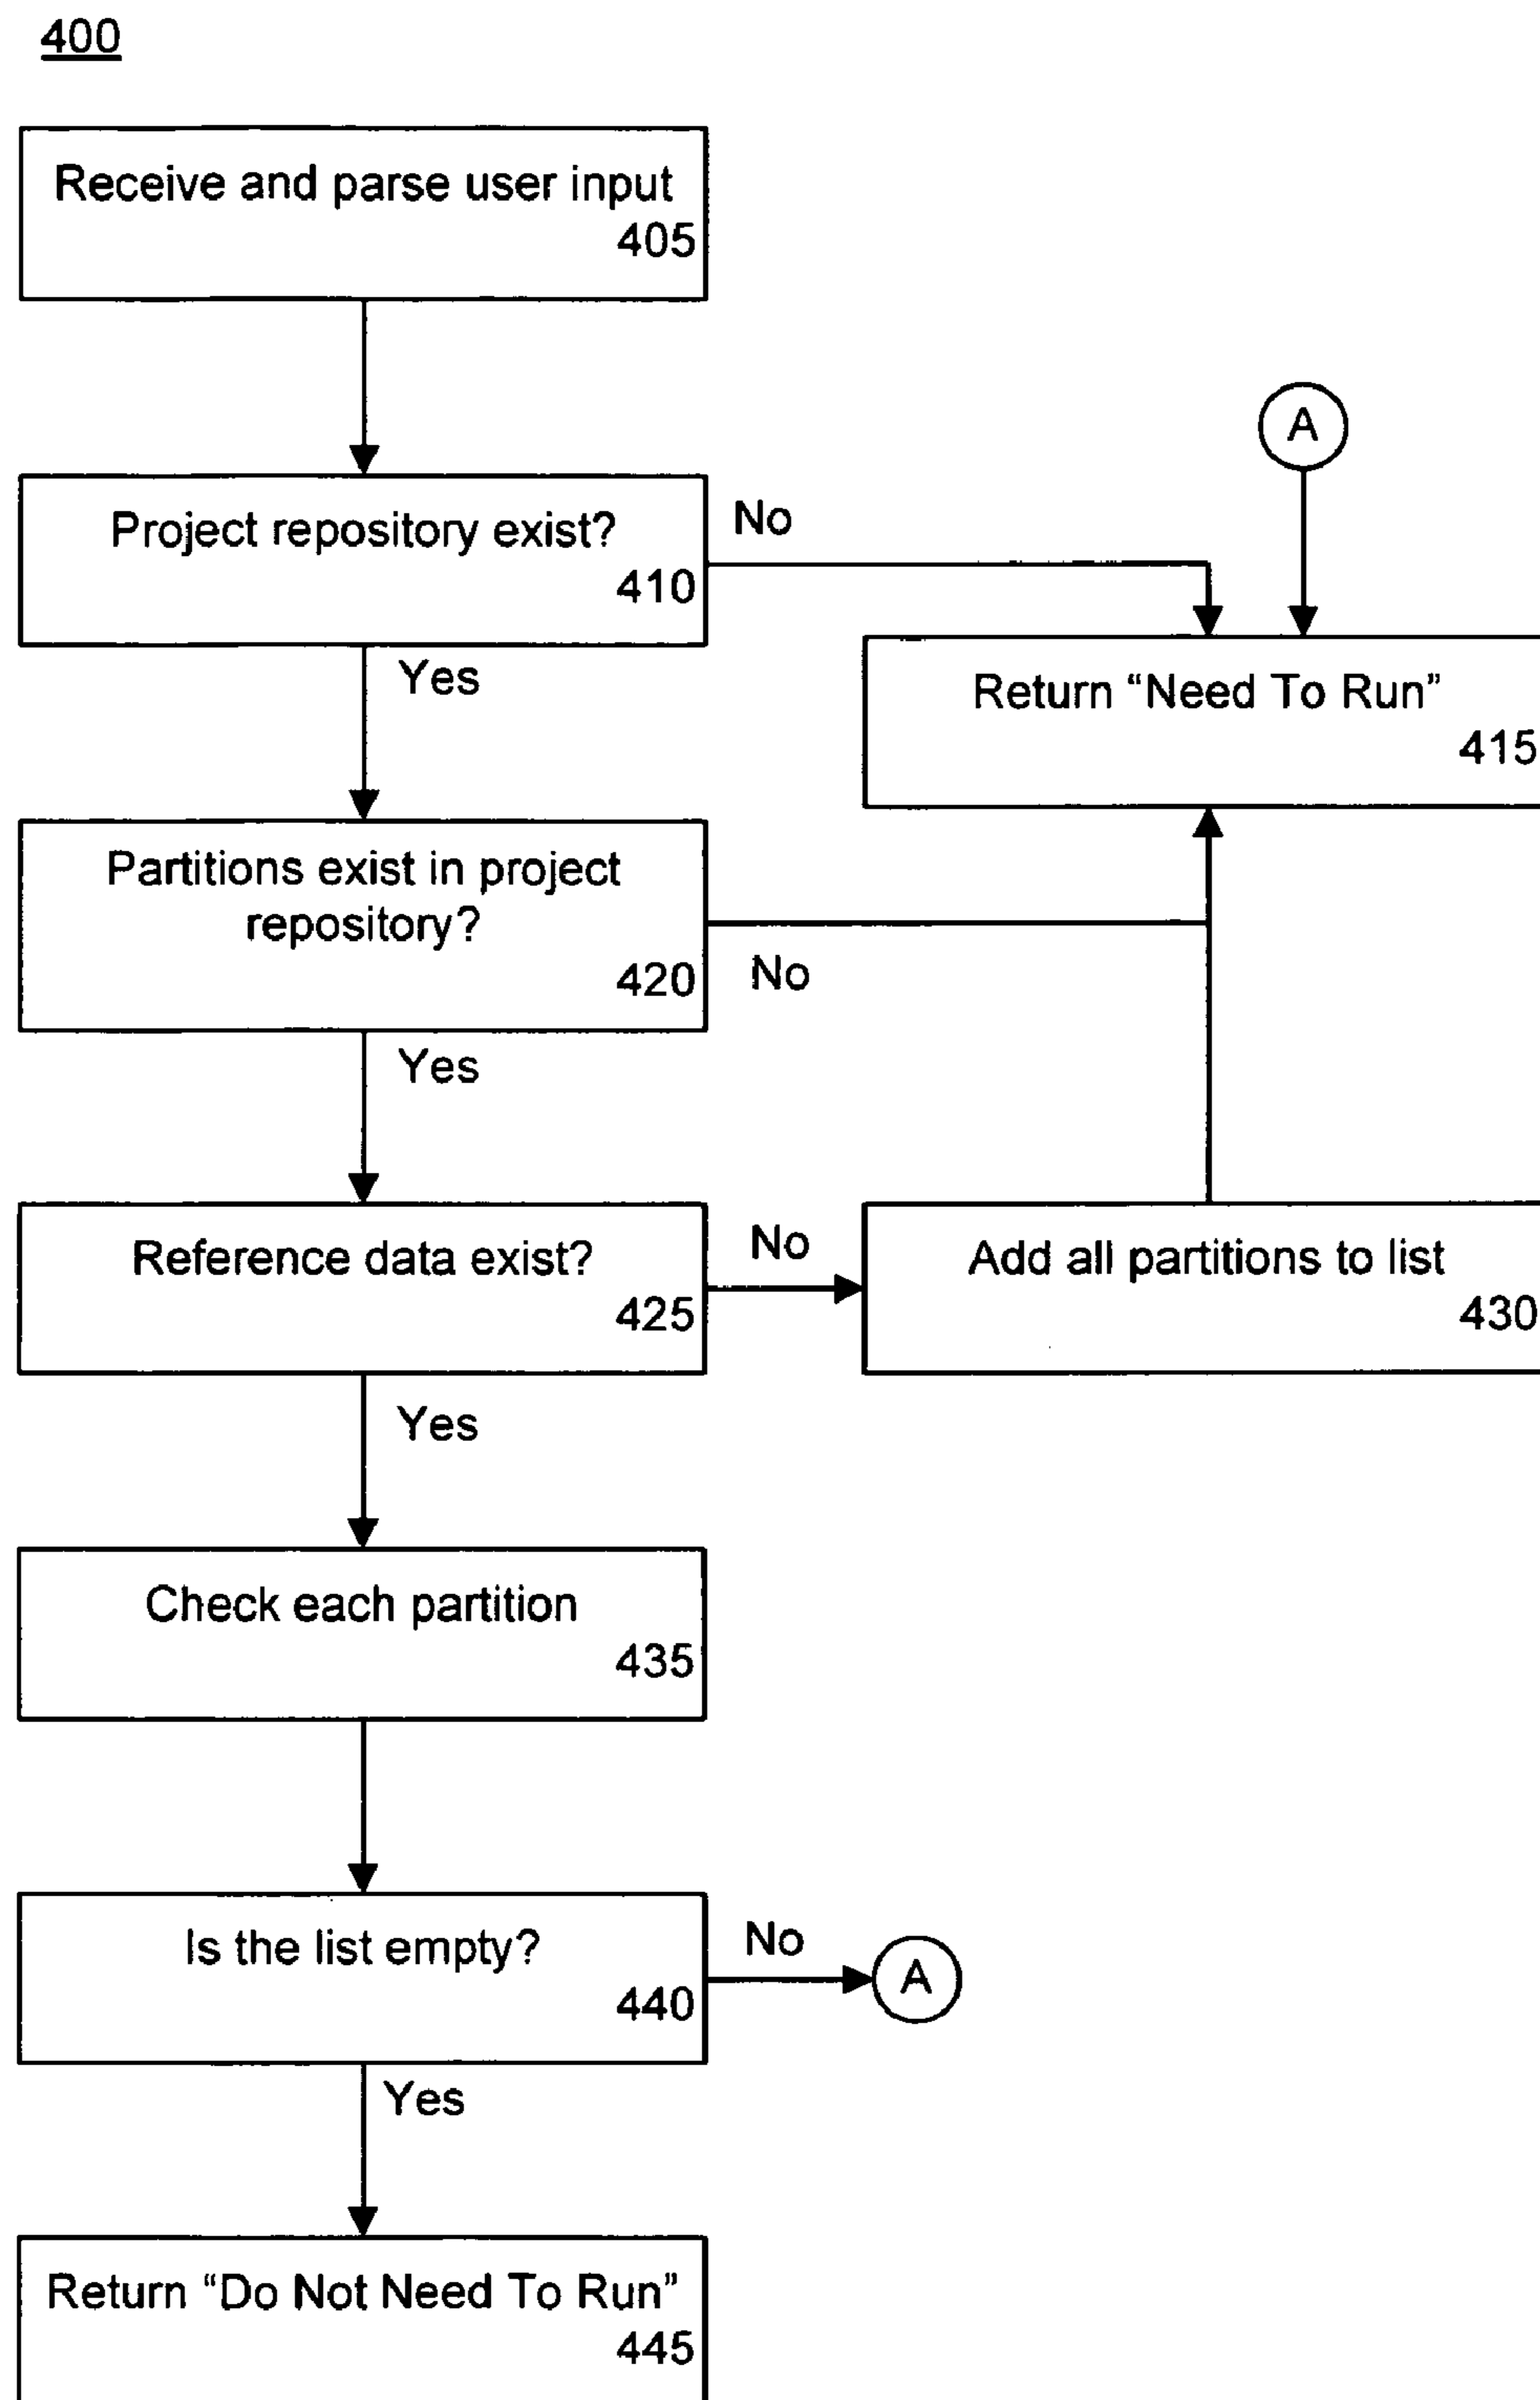 400
Receive and parse user input
405
A
Project repository exist?
410
No
Yes
Return “Need To Run”
415
Partitions exist in project
repository?
420
No
Yes
Reference data exist?
425
No
Add all partitions to list
430
Yes
Check each partition
435
Is the list empty?
440
No
A
Yes
Return “Do Not Need To Run”
445